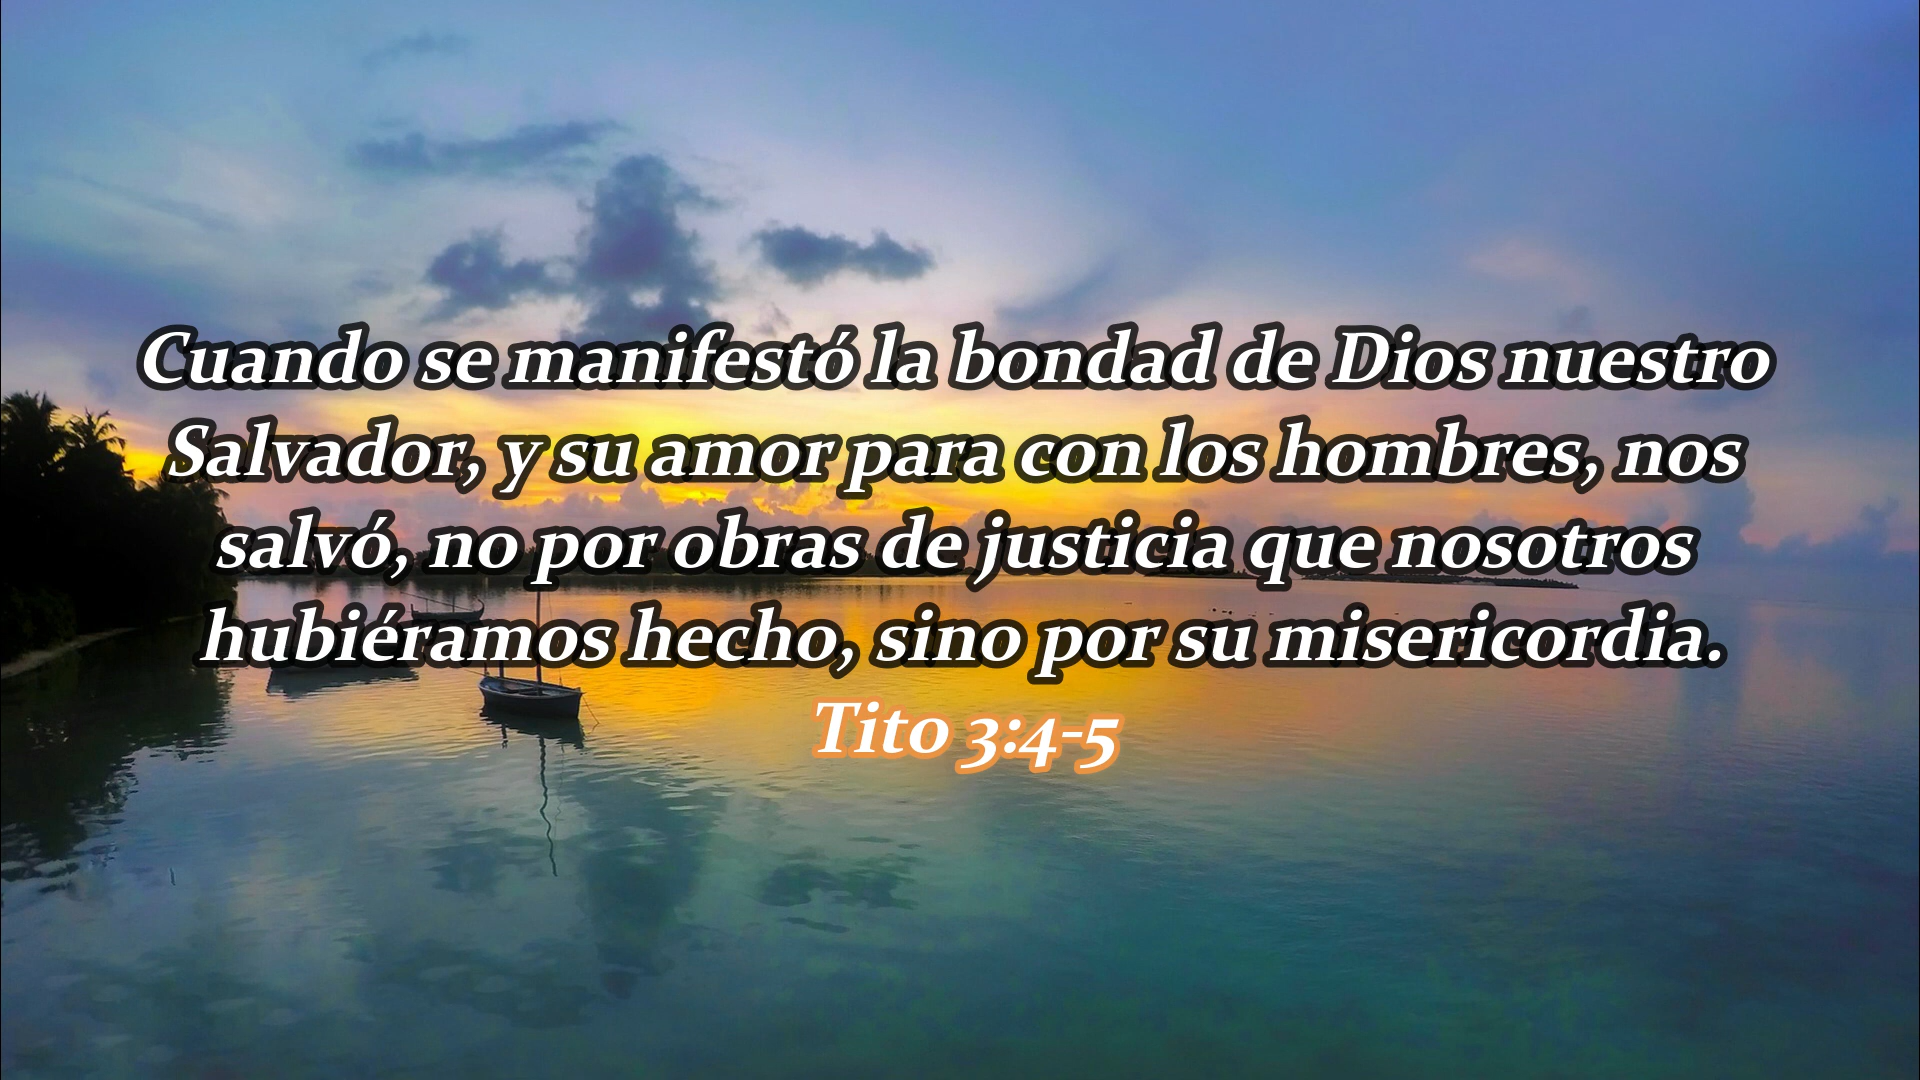 Cuando se manifestó la bondad de Dios nuestro
Salvador, y su amor para con los hombres, nos
salvó, no por obras de justicia que nosotros
hubiéramos hecho, sino por su misericordia.
Tito 3:4-5